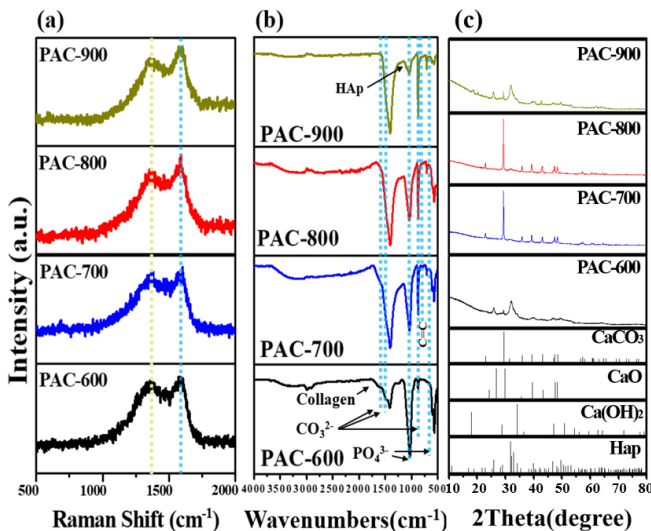 (a)
(b)
(c)
Intensity (a.u.)
PAC-900
PAC-800
PAC-700
PAC-600
500 1000 1500 2000
Raman Shift (cm⁻¹)
HAp
PAC-900
PAC-800
C=C
PAC-700
Collagen
CO₃²⁻
PAC-600
PO₄³⁻
4000 3500 3000 2500 2000 1500 1000 500
Wavenumbers(cm⁻¹)
PAC-900
PAC-800
PAC-700
PAC-600
CaCO₃
CaO
Ca(OH)₂
Hap
10 20 30 40 50 60 70 80
2Theta(degree)